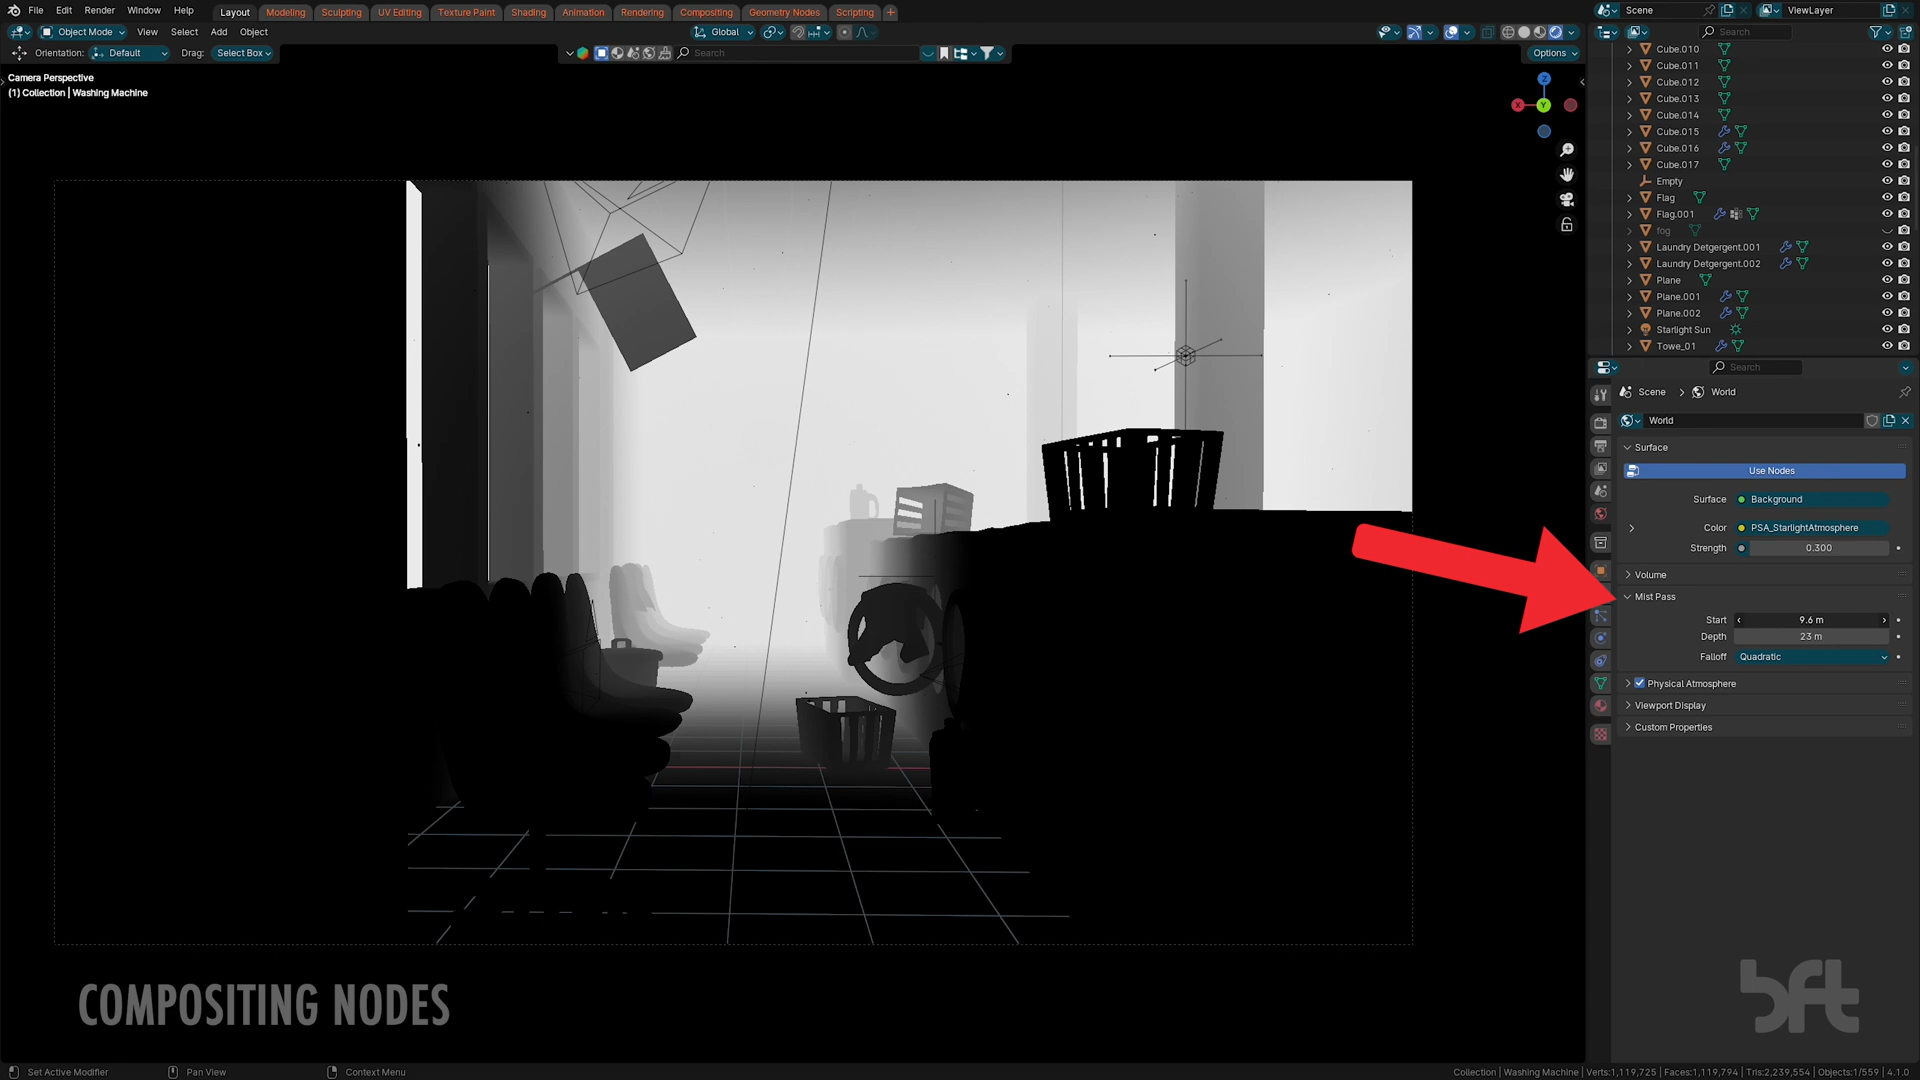 File Edit Render Window Help Layout Modeling Sculpting UV Editing Texture Paint Shading Animation Rendering Compositing Geometry Nodes Scripting + Scene ViewLayer
Object Mode View Select Add Object Global Search
Orientation: Default Drag: Select Box Search Options
Camera Perspective
(1) Collection | Washing Machine
Z
X Y
Cube.010
Cube.011
Cube.012
Cube.013
Cube.014
Cube.015
Cube.016
Cube.017
Empty
Flag
Flag.001
fog
Laundry Detgergent.001
Laundry Detgergent.002
Plane
Plane.001
Plane.002
Starlight Sun
Towe_01
Search
Scene > World
World
Surface
Use Nodes
Surface Background
Color PSA_StarlightAtmosphere
Strength 0.300
Volume
Mist Pass
Start 9.6 m
Depth 23 m
Falloff Quadratic
Physical Atmosphere
Viewport Display
Custom Properties
COMPOSITING NODES
bft
Set Active Modifier Pan View Context Menu Collection | Washing Machine | Verts:1,119,725 | Faces:1,119,794 | Tris:2,239,554 | Objects:1/559 | 4.1.0